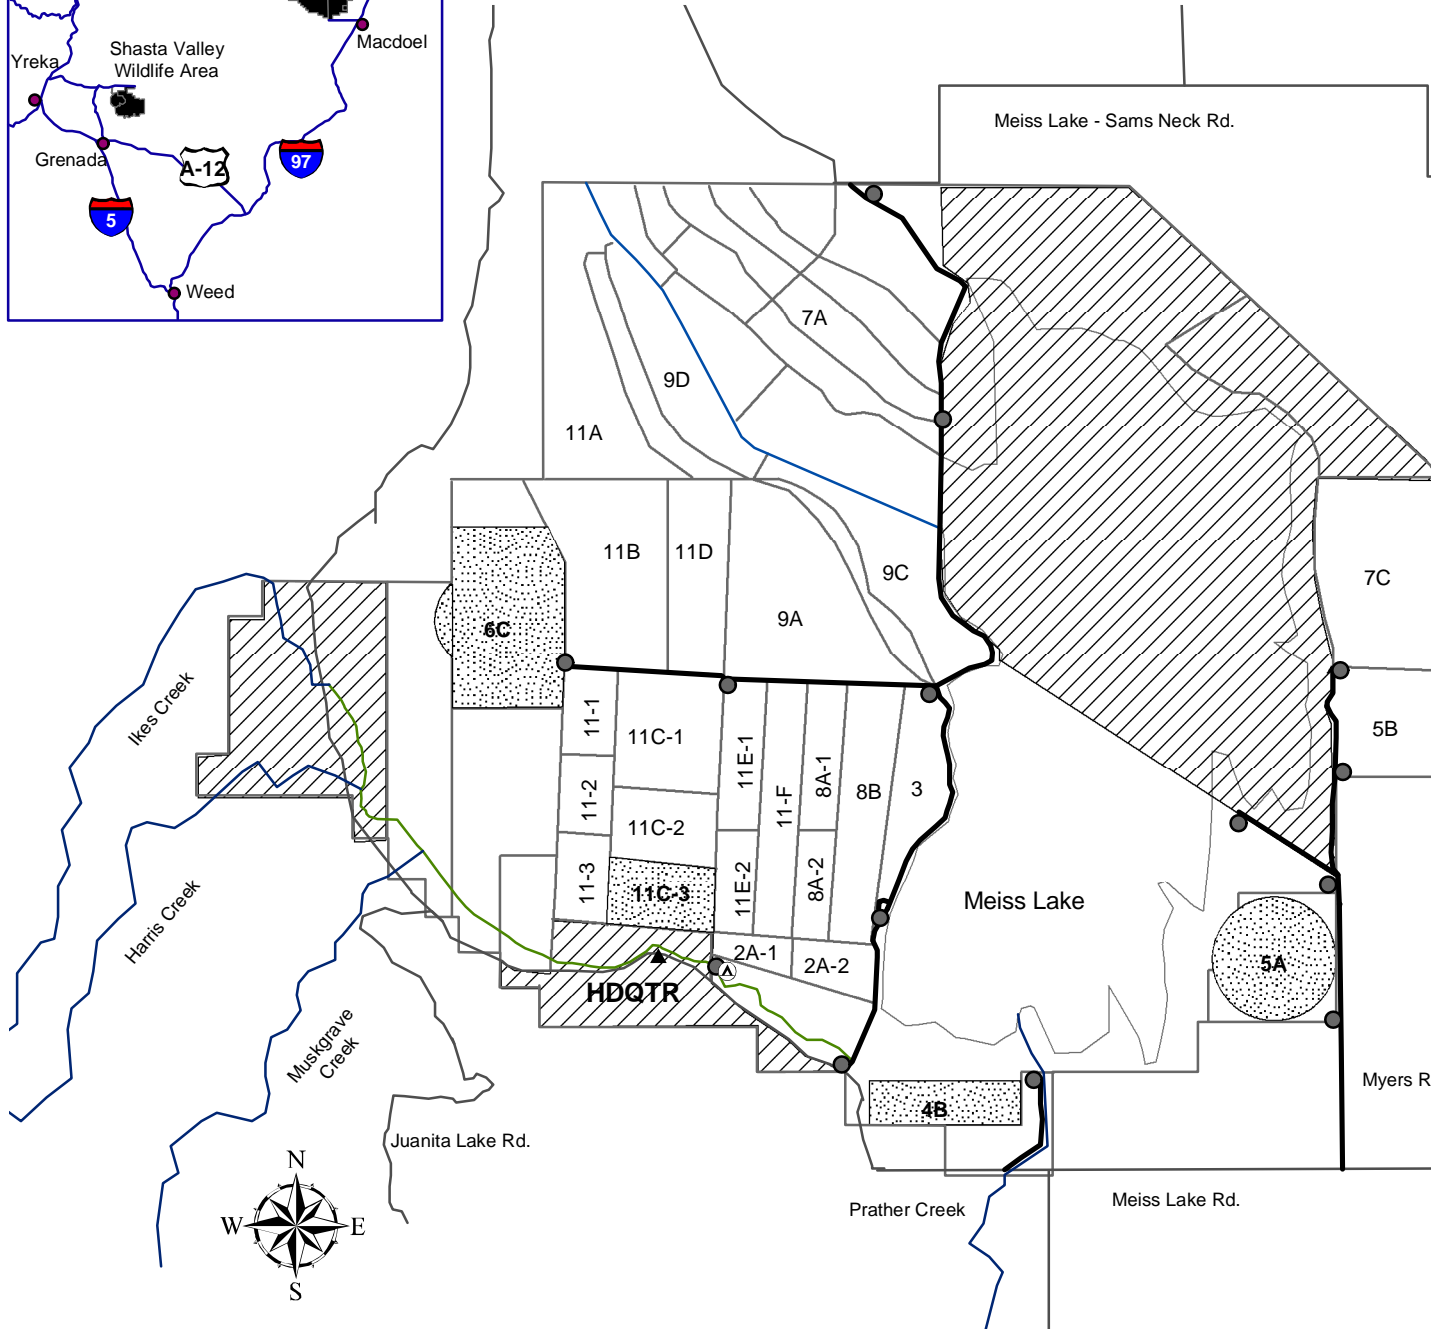 Yreka
Shasta Valley
Wildlife Area
Macdoel
Grenada
A-12
97
5
Weed
Meiss Lake - Sams Neck Rd.
7A
9D
11A
11B
11D
9C
9A
7C
6C
5B
Ikes Creek
11-1
11C-1
11E-1
8A-1
11-2
11-F
8B
3
11C-2
11-3
11C-3
11E-2
8A-2
Meiss Lake
Harris Creek
2A-1
2A-2
5A
HDQTR
Muskgrave
Creek
Myers R
4B
Juanita Lake Rd.
N
W
E
S
Prather Creek
Meiss Lake Rd.